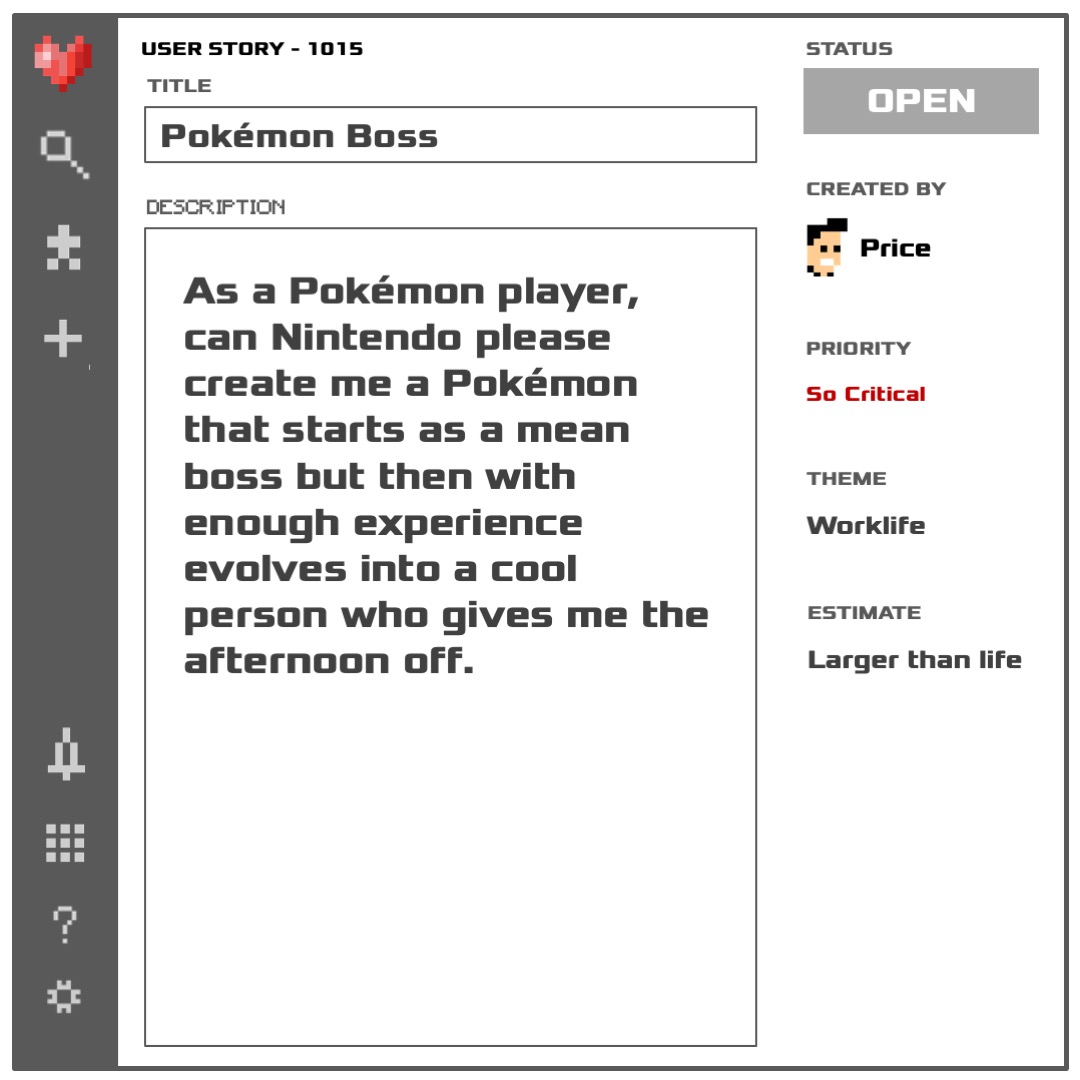 USER STORY - 1015
TITLE
Pokémon Boss
DESCRIPTION
As a Pokémon player,
can Nintendo please
create me a Pokémon
that starts as a mean
boss but then with
enough experience
evolves into a cool
person who gives me the
afternoon off.
STATUS
OPEN
CREATED BY
Price
PRIORITY
So Critical
THEME
Worklife
ESTIMATE
Larger than life
?